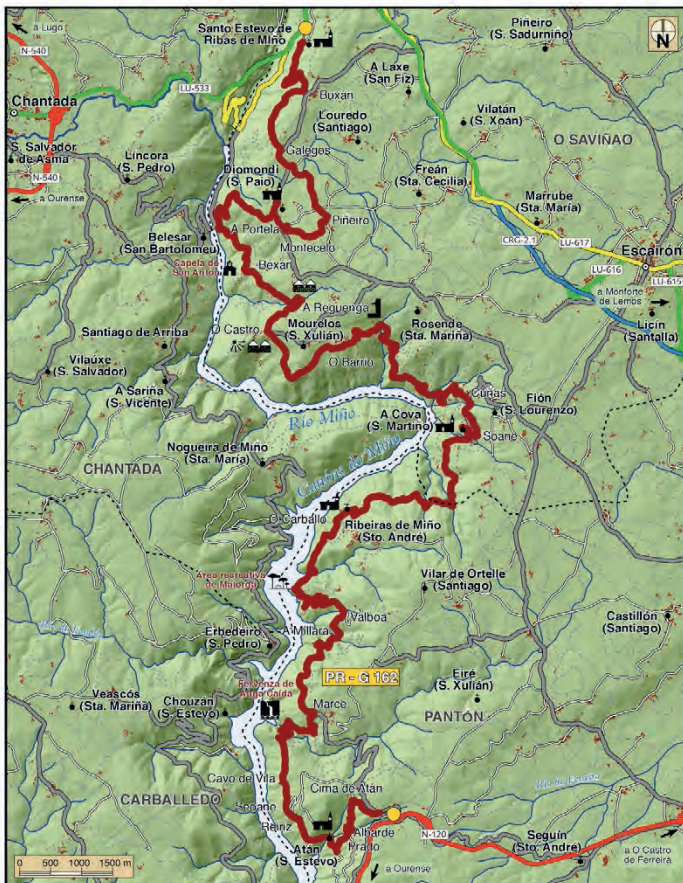 a Lugo
N-540
Santo Estevo de
Ribas de Miño
Piñeiro
(S. Sadurniño)
N
A Laxe
(San Fiz)
LU-533
Chantada
Buxán
Vilatán
(S. Xoán)
Louredo
(Santiago)
O SAVIÑAO
S. Salvador
de Asma
Líncora
(S. Pedro)
Galegos
Diomondi
(S. Paio)
Freán
(Sta. Cecilia)
N-540
a Ourense
Marrube
(Sta. María)
Piñeiro
A Portela
Belesar
(San Bartolomeu)
Montecelo
CRG-2.1
LU-617
Escairón
Bexán
Capela de
San Antón
LU-616
LU-615
a Monforte
de Lemos
A Reguenga
Rosende
(Sta. Mariña)
Licín
(Santalla)
O Castro
Mourelos
(S. Xulián)
Santiago de Arriba
Vilaúxe
(S. Salvador)
O Barrio
A Sariña
(S. Vicente)
Cuñas
Fión
(S. Lourenzo)
Río Miño
A Cova
(S. Martiño)
Soane
Nogueira de Miño
(Sta. María)
CHANTADA
Canóns do Miño
O Carballo
Ribeiras de Miño
(Sto. André)
Área recreativa
de Maiorga
Vilar de Ortelle
(Santiago)
Castillón
(Santiago)
Valboa
A Millara
Erbedeiro
(S. Pedro)
Fervenza de
Auga Caída
PR - G 162
Eiré
(S. Xulián)
Veascós
(Sta. Mariña)
Chouzán
(S. Estevo)
Marce
PANTÓN
Cavo de Vila
Cima de Atán
CARBALLEDO
Seoane
Reiriz
Atán
(S. Estevo)
Albarde
Prado
N-120
Seguín
(Sto. André)
a O Castro
de Ferreira
a Ourense
0 500 1000 1500 m